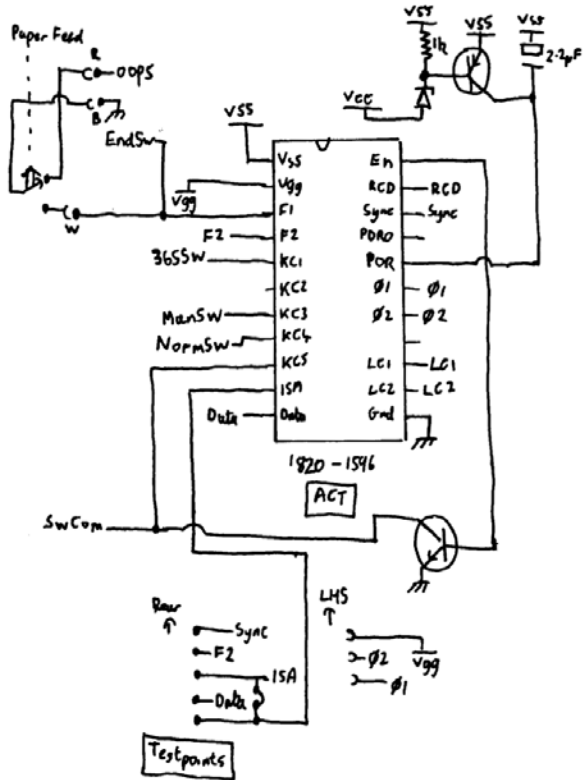 Paper Feed
R
OOPS
B
EndSw
W
Vss
1k
Vss
Vss
2.2µF
Vcc
VSS
Vss
Vgg
Vgg
F1
F2
F2
365SW
KC1
KC2
ManSW
KC3
NormSW
KC4
KC5
ISA
Data
Data
En
RCD
RCD
Sync
Sync
PORO
POR
Ø1
Ø1
Ø2
Ø2
LC1
LC1
LC2
LC2
Gnd
1820-1596
ACT
SwCom
Rear
Sync
F2
ISA
Data
Testpoints
LHS
Vgg
Ø2
Ø1